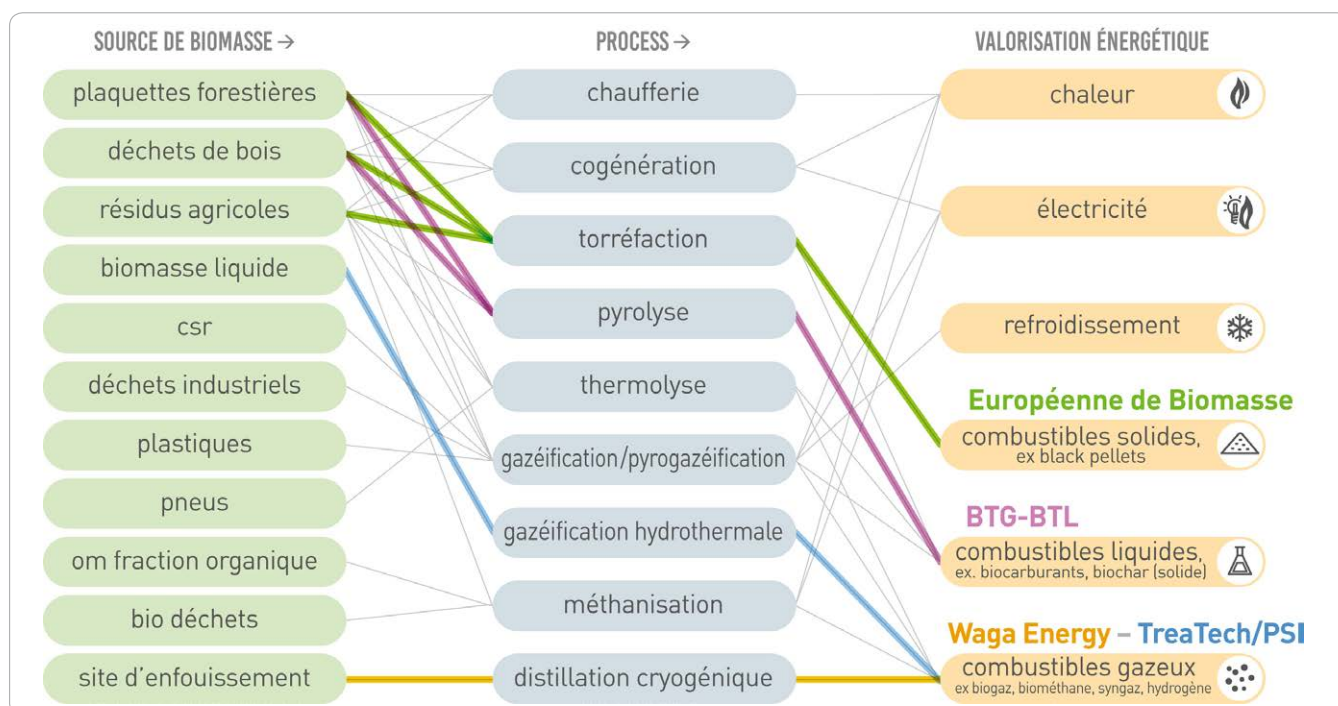 SOURCE DE BIOMASSE →
PROCESS →
VALORISATION ÉNERGÉTIQUE
plaquettes forestières
déchets de bois
résidus agricoles
biomasse liquide
csr
déchets industriels
plastiques
pneus
om fraction organique
bio déchets
site d'enfouissement
chaufferie
cogénération
torréfaction
pyrolyse
thermolyse
gazéification/pyrogazéification
gazéification hydrothermale
méthanisation
distillation cryogénique
chaleur
électricité
refroidissement
Européenne de Biomasse
combustibles solides,
ex black pellets
BTG-BTL
combustibles liquides,
ex. biocarburants, biochar (solide)
Waga Energy – TreaTech/PSI
combustibles gazeux
ex biogaz, biométhane, syngaz, hydrogène